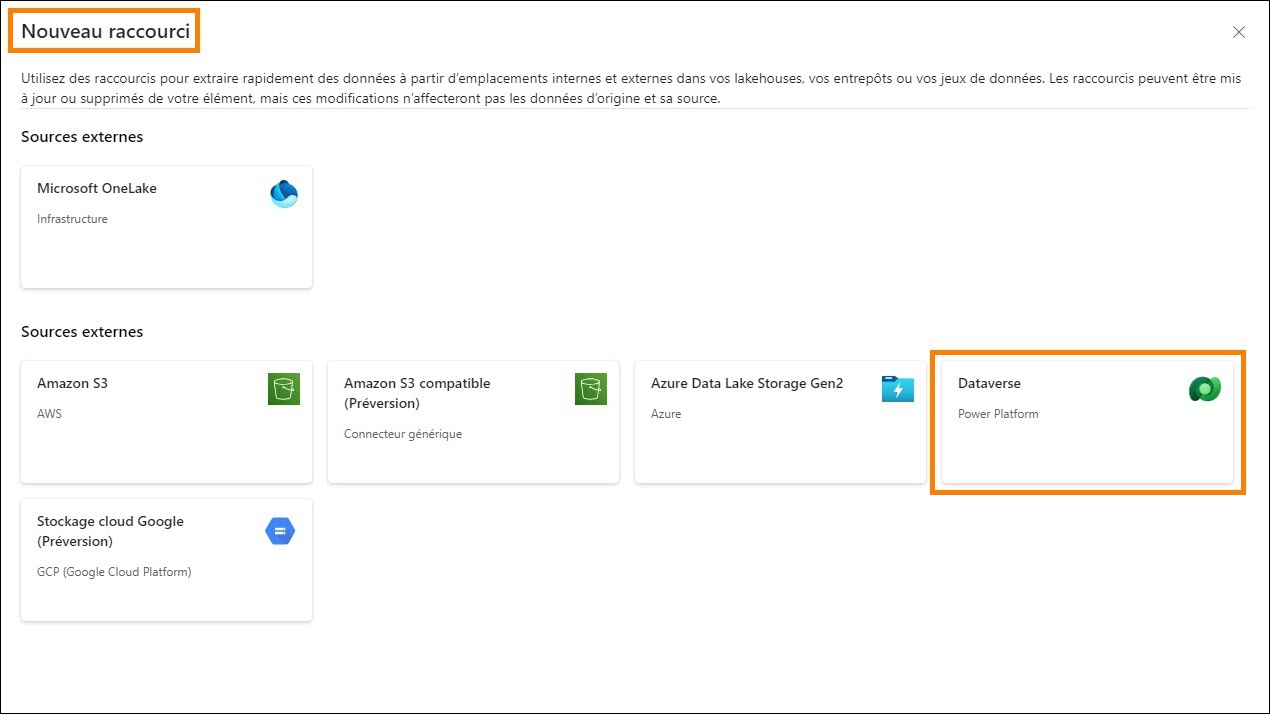 Nouveau raccourci
Utilisez des raccourcis pour extraire rapidement des données à partir d’emplacements internes et externes dans vos lakehouses, vos entrepôts ou vos jeux de données. Les raccourcis peuvent être mis
à jour ou supprimés de votre élément, mais ces modifications n’affecteront pas les données d’origine et sa source.
Sources externes
Microsoft OneLake
Infrastructure
Sources externes
Amazon S3
AWS
Amazon S3 compatible
(Préversion)
Connecteur générique
Azure Data Lake Storage Gen2
Azure
Dataverse
Power Platform
Stockage cloud Google
(Préversion)
GCP (Google Cloud Platform)